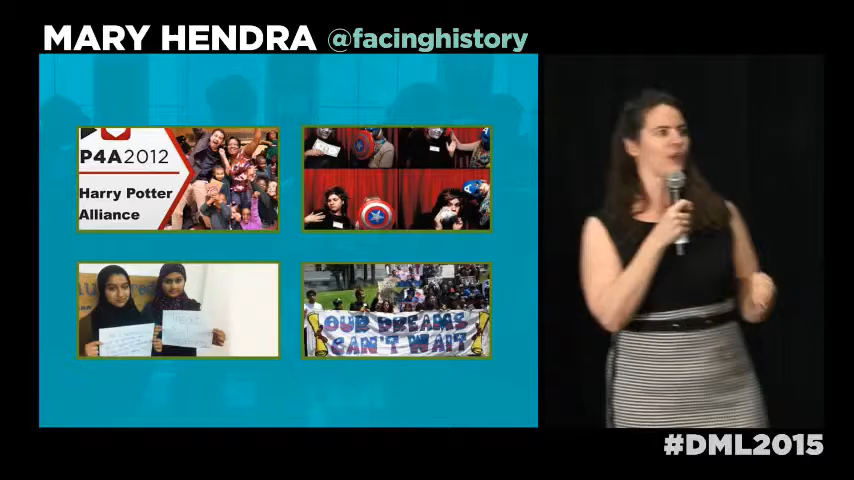 MARY HENDRA @facinghistory
P4A2012
Harry Potter
Alliance
OUR DREAMS
CAN'T WAIT
#DML2015